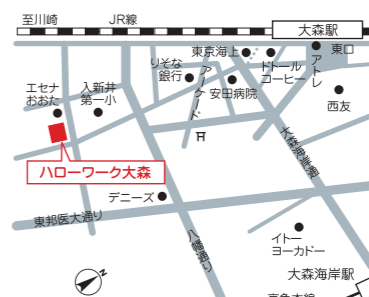 至川崎
JR線
大森駅
東京海上
東口
りそな
銀行
アーケード
ドトール
コーヒー
アトレ
エセナ
おおた
入新井
第一小
安田病院
西友
大森海岸通
ハローワーク大森
デニーズ
東邦医大通り
八幡通り
イトー
ヨーカドー
大森海岸駅
N